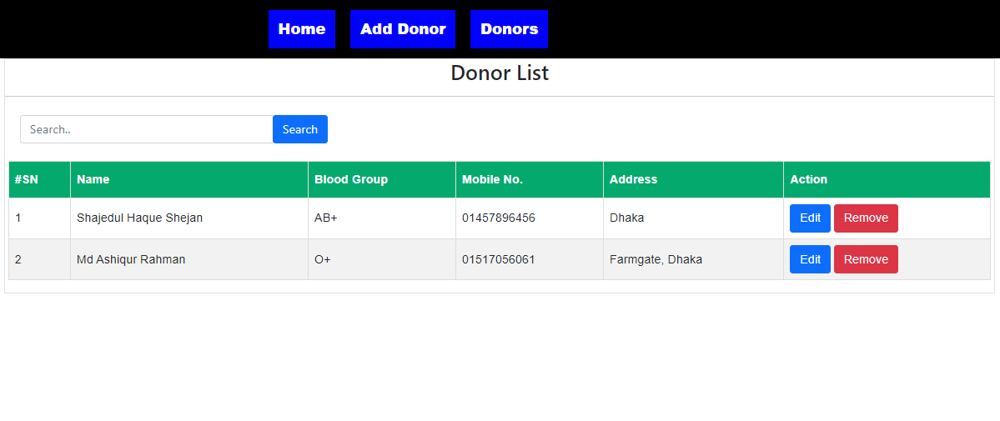 Home Add Donor Donors
Donor List
Search.. Search
#SN Name Blood Group Mobile No. Address Action
1 Shajedul Haque Shejan AB+ 01457896456 Dhaka Edit Remove
2 Md Ashiqur Rahman O+ 01517056061 Farmgate, Dhaka Edit Remove